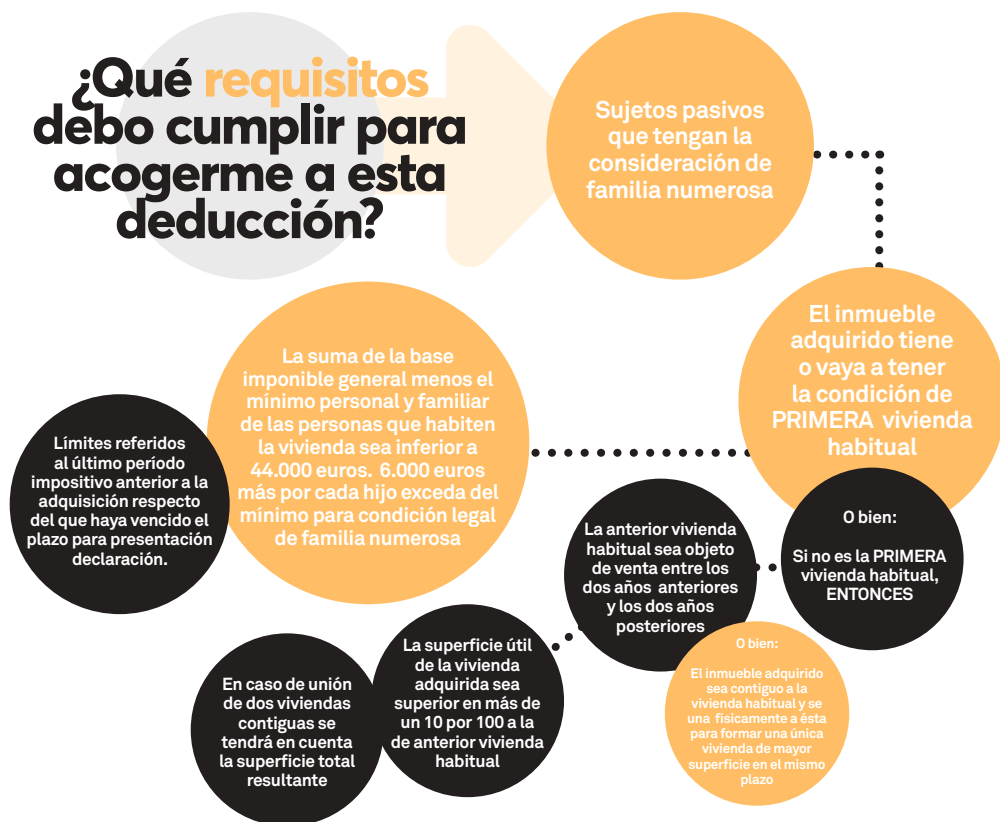 ¿Qué requisitos
debo cumplir para
acogerme a esta
deducción?
Sujetos pasivos
que tengan la
consideración de
familia numerosa
El inmueble
adquirido tiene
o vaya a tener
la condición de
PRIMERA vivienda
habitual
La suma de la base
imponible general menos el
mínimo personal y familiar
de las personas que habiten
la vivienda sea inferior a
44.000 euros. 6.000 euros
más por cada hijo exceda del
mínimo para condición legal
de familia numerosa
Límites referidos
al último período
impositivo anterior a la
adquisición respecto
del que haya vencido el
plazo para presentación
declaración.
O bien:
Si no es la PRIMERA
vivienda habitual,
ENTONCES
La anterior vivienda
habitual sea objeto
de venta entre los
dos años anteriores
y los dos años
posteriores
O bien:
El inmueble adquirido
sea contiguo a la
vivienda habitual y se
una físicamente a ésta
para formar una única
vivienda de mayor
superficie en el mismo
plazo
La superficie útil
de la vivienda
adquirida sea
superior en más de
un 10 por 100 a la
de anterior vivienda
habitual
En caso de unión
de dos viviendas
contiguas se
tendrá en cuenta
la superficie total
resultante